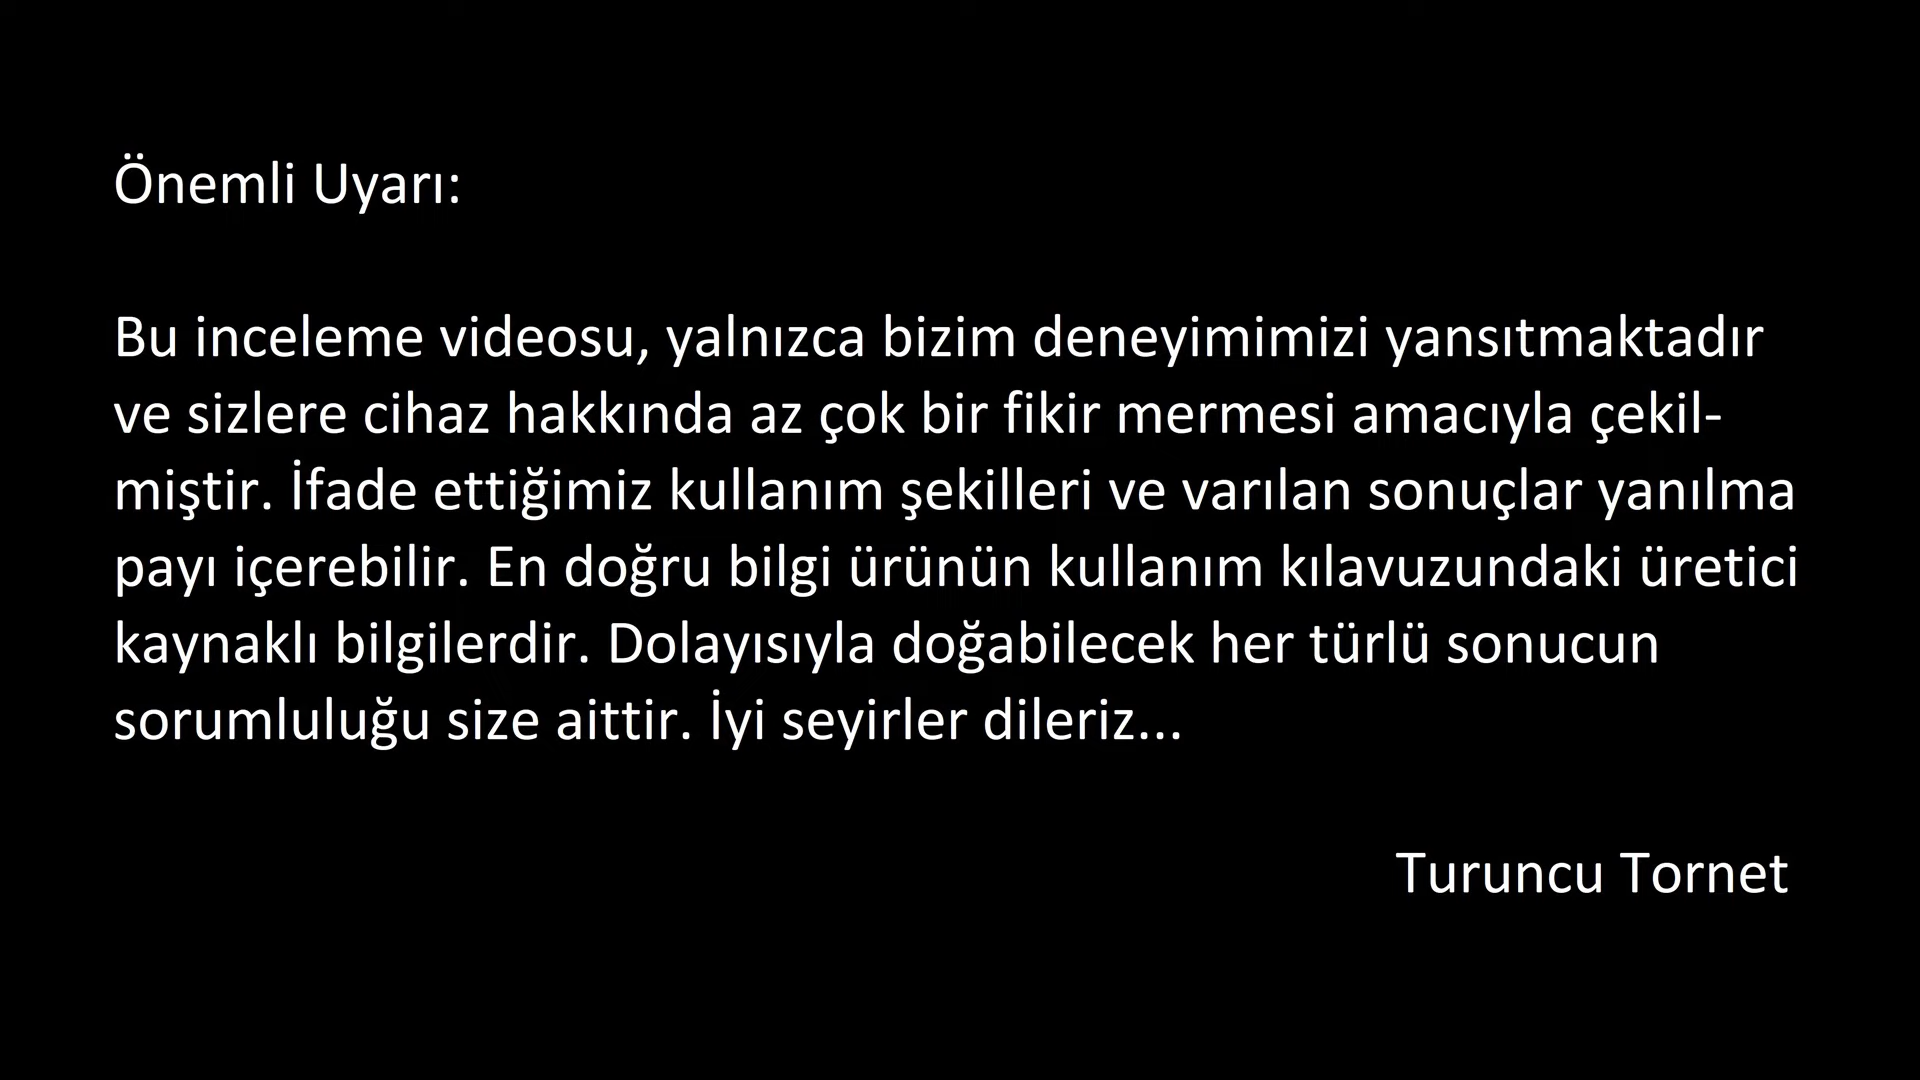 Önemli Uyarı:
Bu inceleme videosu, yalnızca bizim deneyimimizi yansıtmaktadır
ve sizlere cihaz hakkında az çok bir fikir mermesi amacıyla çekil-
miştir. İfade ettiğimiz kullanım şekilleri ve varılan sonuçlar yanılma
payı içerebilir. En doğru bilgi ürünün kullanım kılavuzundaki üretici
kaynaklı bilgilerdir. Dolayısıyla doğabilecek her türlü sonucun
sorumluluğu size aittir. İyi seyirler dileriz...
Turuncu Tornet